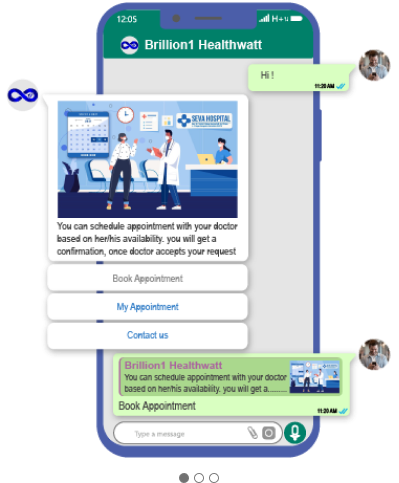 12:05
Brillion1 Healthwatt
Hi !
11:20 AM
SEVA HOSPITAL
You can schedule appointment with your doctor
based on her/his availability. you will get a
confirmation, once doctor accepts your request
Book Appointment
My Appointment
Contact us
Brillion1 Healthwatt
You can schedule appointment with your doctor
based on her/his availability. you will get a.........
Book Appointment
11:20 AM
Type a message